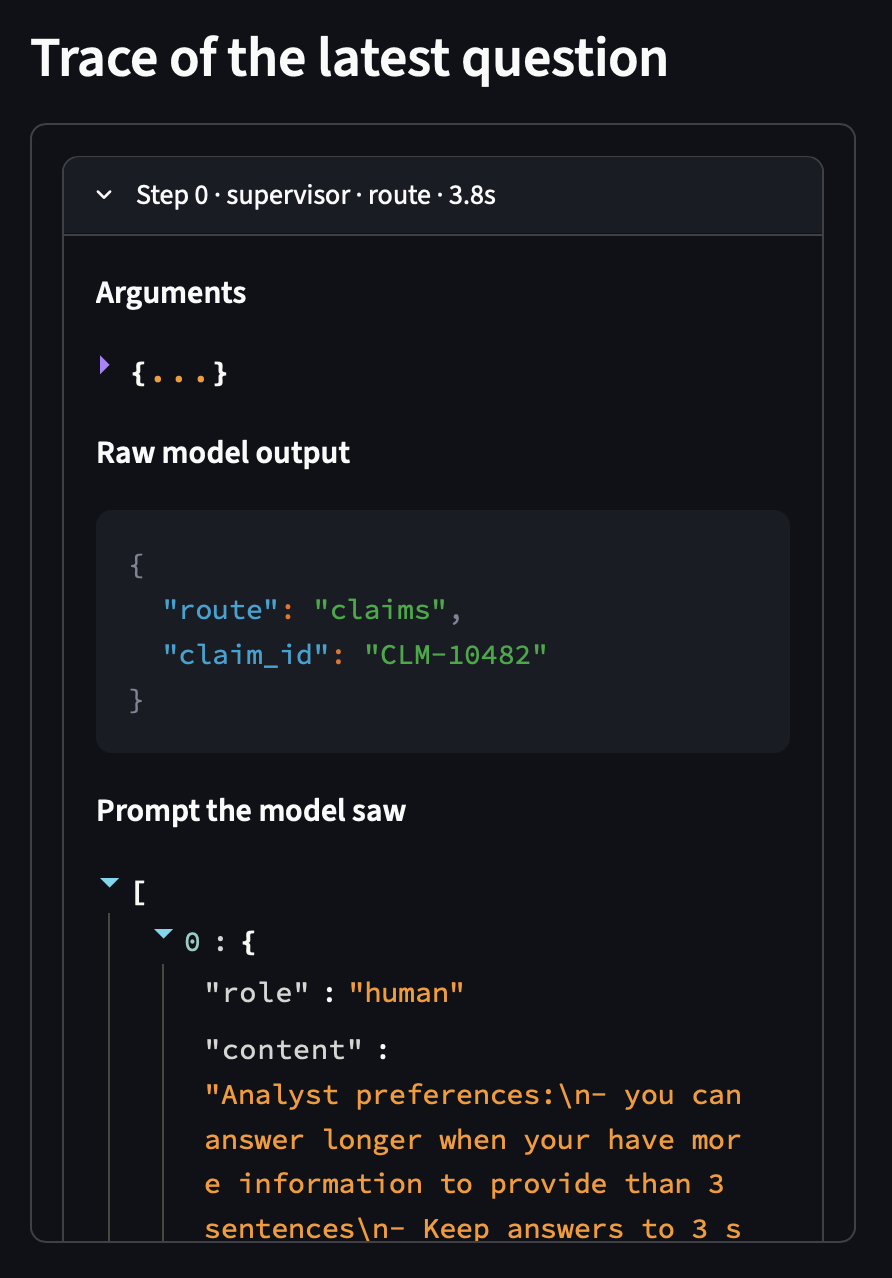 Trace of the latest question
Step 0 · supervisor · route · 3.8s
Arguments
{...}
Raw model output
{
"route": "claims",
"claim_id": "CLM-10482"
}
Prompt the model saw
[
0 : {
"role" : "human"
"content" :
"Analyst preferences:\n- you can
answer longer when your have mor
e information to provide than 3
sentences\n- Keep answers to 3 s